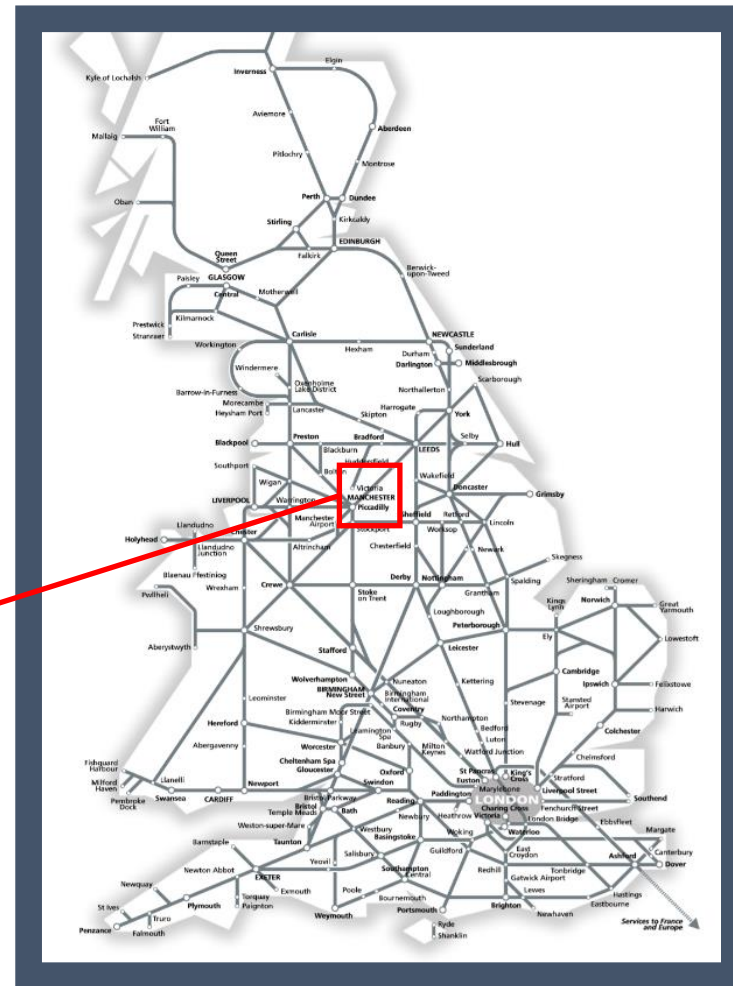 Elgin
Inverness
Kyle of Lochalsh
Aviemore
Fort
William
Aberdeen
Mallaig
Pitlochry
Montrose
Perth
Dundee
Oban
Stirling
Kirkcaldy
EDINBURGH
Queen
Street
Falkirk
Berwick-
upon-Tweed
Paisley
GLASGOW
Central
Motherwell
Prestwick
Kilmarnock
Stranraer
Carlisle
NEWCASTLE
Workington
Hexham
Sunderland
Durham
Darlington
Middlesbrough
Windermere
Scarborough
Oxenholme
Lake District
Barrow-in-Furness
Northallerton
Morecambe
Heysham Port
Lancaster
Harrogate
York
Skipton
Blackpool
Preston
Bradford
Selby
Hull
Blackburn
LEEDS
Southport
Huddersfield
Bolton
Wakefield
Wigan
Victoria
Doncaster
Grimsby
LIVERPOOL
Warrington
MANCHESTER
Piccadilly
Manchester
Airport
Sheffield
Retford
Lincoln
Llandudno
Stockport
Worksop
Holyhead
Chester
Llandudno
Junction
Altrincham
Chesterfield
Newark
Skegness
Blaenau Ffestiniog
Wrexham
Crewe
Stoke
on Trent
Derby
Nottingham
Spalding
Sheringham
Cromer
Pwllheli
Grantham
Kings
Lynn
Norwich
Great
Yarmouth
Loughborough
Shrewsbury
Peterborough
Ely
Lowestoft
Aberystwyth
Stafford
Leicester
Cambridge
Wolverhampton
Nuneaton
Kettering
Ipswich
Felixstowe
BIRMINGHAM
New Street
Birmingham
International
Leominster
Stevenage
Stansted
Airport
Harwich
Birmingham Moor Street
Coventry
Kidderminster
Rugby
Northampton
Hereford
Leamington
Spa
Bedford
Colchester
Abergavenny
Worcester
Banbury
Milton
Keynes
Luton
Watford Junction
Chelmsford
Fishguard
Harbour
Cheltenham Spa
Gloucester
Oxford
St Pancras
King's
Cross
Stratford
Milford
Haven
Llanelli
Newport
Swindon
Euston
Marylebone
Liverpool Street
Pembroke
Dock
Swansea
CARDIFF
Bristol Parkway
Reading
Paddington
LONDON
Fenchurch Street
Southend
Bristol
Temple Meads
Bath
Newbury
Heathrow
Charing Cross
Victoria
London Bridge
Ebbsfleet
Weston-super-Mare
Westbury
Basingstoke
Woking
Waterloo
Margate
Barnstaple
Taunton
Salisbury
Guildford
East
Croydon
Ashford
Canterbury
Dover
Newton Abbot
Yeovil
Southampton
Central
Redhill
Tonbridge
EXETER
Gatwick Airport
Newquay
Exmouth
Poole
Lewes
Hastings
St Ives
Plymouth
Torquay
Paignton
Bournemouth
Eastbourne
Truro
Weymouth
Portsmouth
Brighton
Newhaven
Penzance
Falmouth
Ryde
Shanklin
Services to France
and Europe